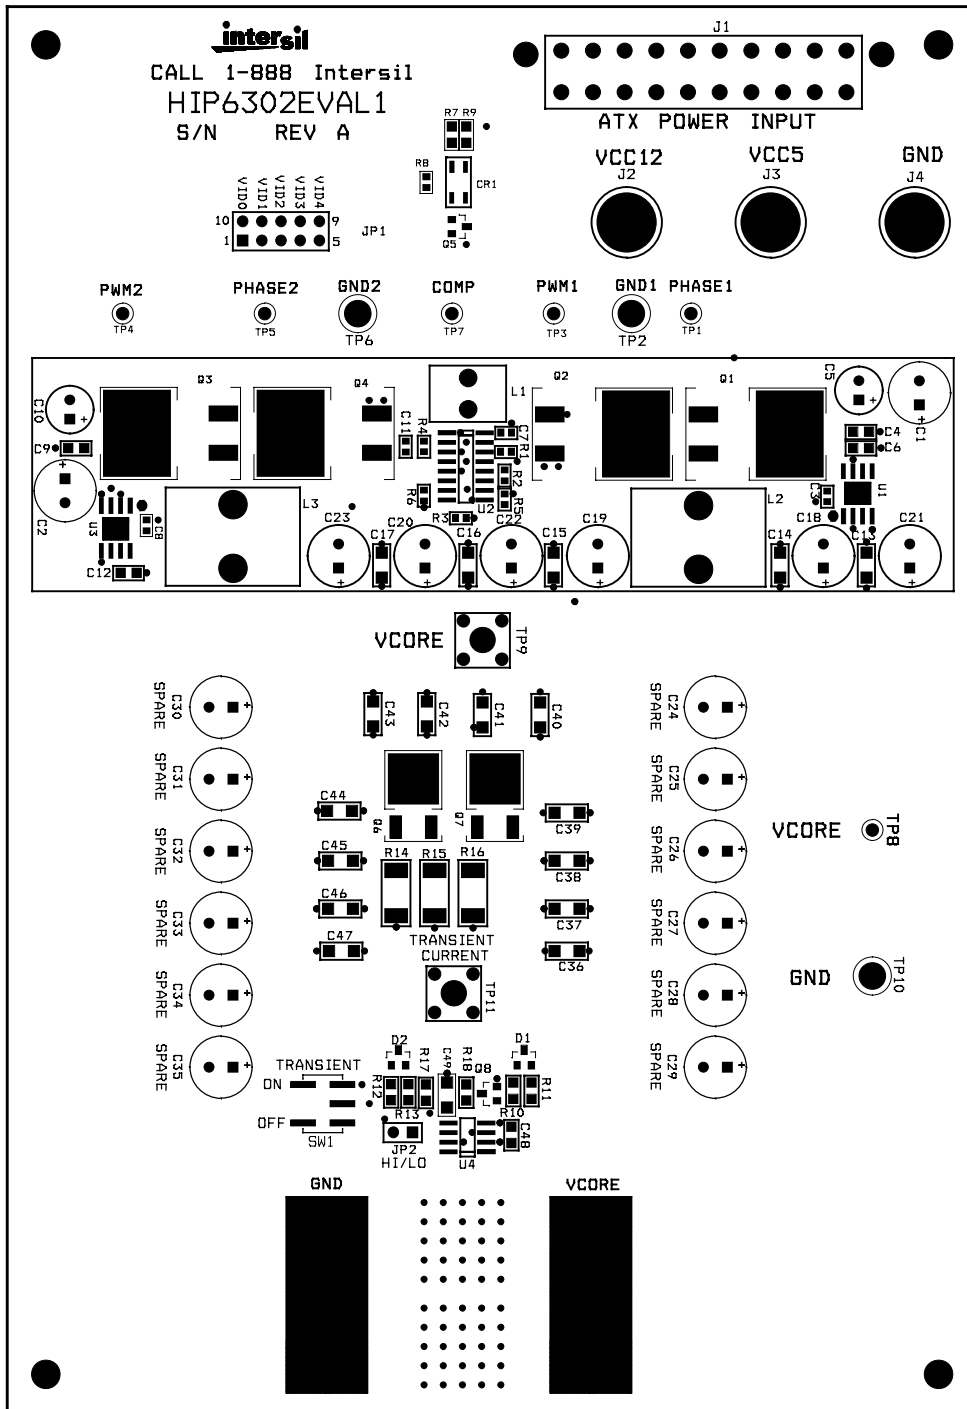 intersil
CALL 1-888 Intersil
HIP6302EVAL1
S/N REV A
J1
ATX POWER INPUT
R7 R9
R8
CR1
Q5
VCC12
J2
VCC5
J3
GND
J4
VID0
VID1
VID2
VID3
VID4
10 9
1 5
JP1
PWM2
TP4
PHASE2
TP5
GND2
TP6
COMP
TP7
PWM1
TP3
GND1
TP2
PHASE1
TP1
C10
+
Q3
Q4
L1
Q2
Q1
C5
+
C1
+
C9
C11
R4
C7
R1
C4
C6
+
C2
U3
C8
C12
L3
R6
R3
U2
R2
R5
L2
C3
U1
C23
+
C17
C20
+
C16
C22
+
C15
C19
+
C14
C18
+
C13
C21
+
VCORE
TP9
C30
SPARE
+
C43
C42
C41
C40
C24
SPARE
+
C31
SPARE
+
C25
SPARE
+
C44
Q6
Q7
C39
C32
SPARE
+
C45
R14
R15
R16
C38
C26
SPARE
+
VCORE
TP8
C33
SPARE
+
C46
C37
C27
SPARE
+
C47
TRANSIENT
CURRENT
C36
TP11
C34
SPARE
+
C28
SPARE
+
GND
TP10
C35
SPARE
+
C29
SPARE
+
TRANSIENT
ON
OFF
SW1
D2
R12
R13
R17
C49
R18
Q8
D1
R10
R11
JP2
HI/LO
U4
C48
GND
VCORE